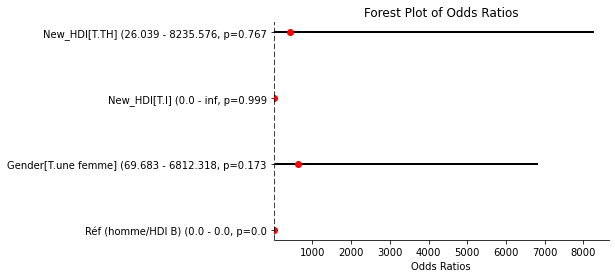 Forest Plot of Odds Ratios
New_HDI[T.TH] (26.039 - 8235.576, p=0.767
New_HDI[T.I] (0.0 - inf, p=0.999
Gender[T.une femme] (69.683 - 6812.318, p=0.173
Réf (homme/HDI B) (0.0 - 0.0, p=0.0
1000 2000 3000 4000 5000 6000 7000 8000
Odds Ratios